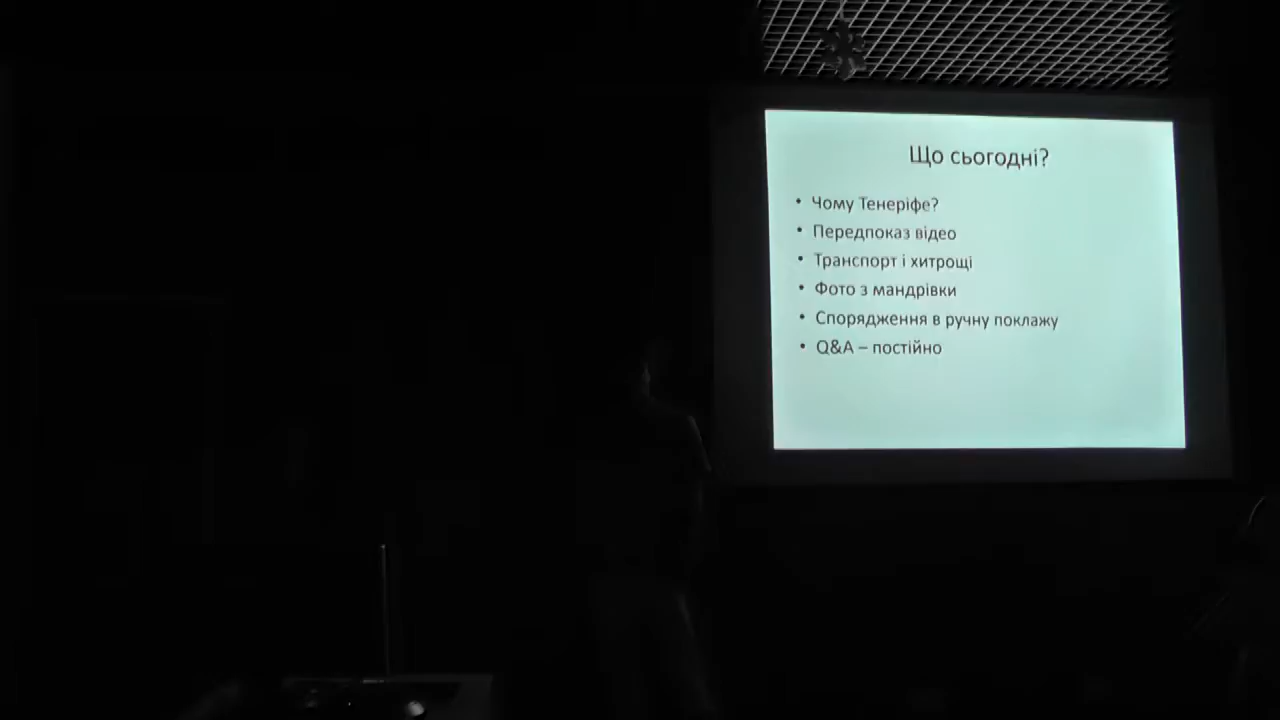 Що сьогодні?
• Чому Тенеріфе?
• Передпоказ відео
• Транспорт і хитрощі
• Фото з мандрівки
• Спорядження в ручну поклажу
• Q&A – постійно